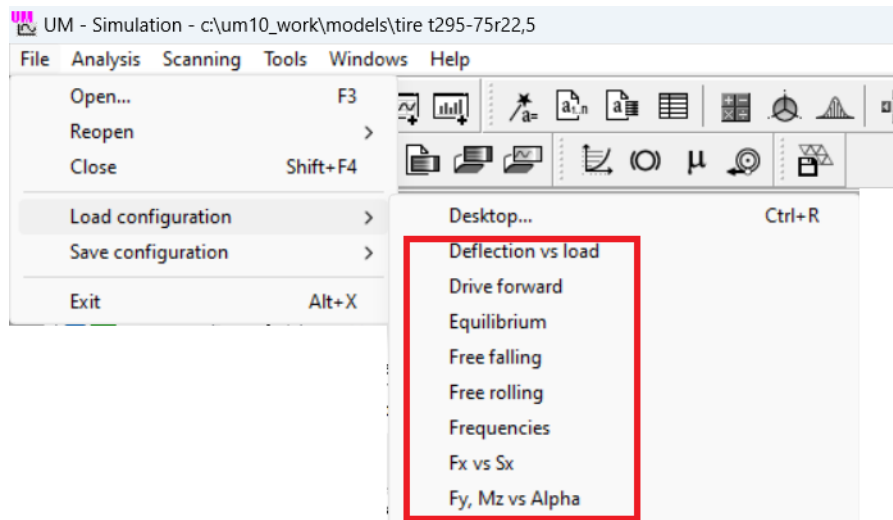 UM - Simulation - c:\um10_work\models\tire t295-75r22,5
File Analysis Scanning Tools Windows Help
Open... F3
Reopen
Close Shift+F4
Load configuration
Save configuration
Exit Alt+X
Desktop... Ctrl+R
Deflection vs load
Drive forward
Equilibrium
Free falling
Free rolling
Frequencies
Fx vs Sx
Fy, Mz vs Alpha